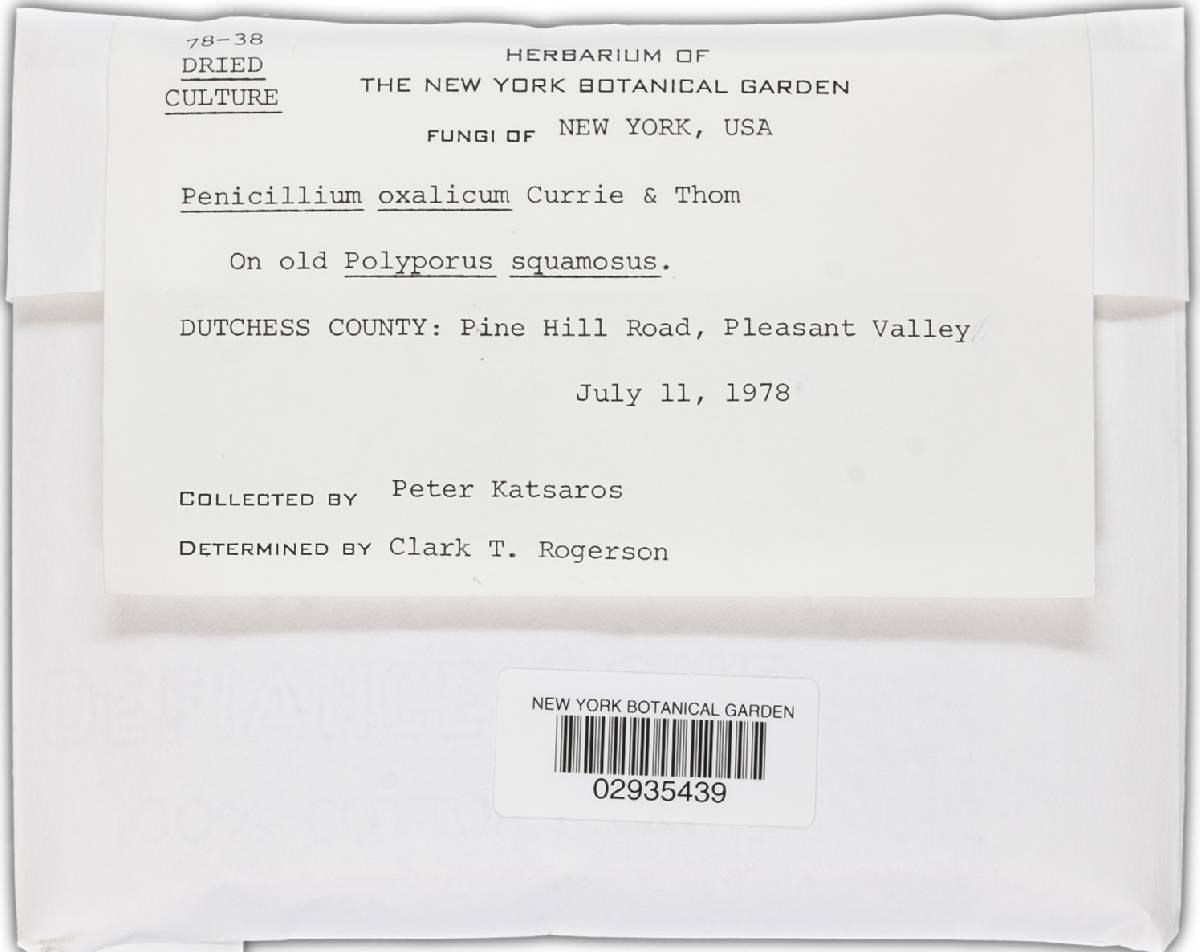 78-38
DRIED
CULTURE
HERBARIUM OF
THE NEW YORK BOTANICAL GARDEN
FUNGI OF NEW YORK, USA
Penicillium oxalicum Currie & Thom
On old Polyporus squamosus.
DUTCHESS COUNTY: Pine Hill Road, Pleasant Valley
July 11, 1978
COLLECTED BY Peter Katsaros
DETERMINED BY Clark T. Rogerson
NEW YORK BOTANICAL GARDEN
02935439